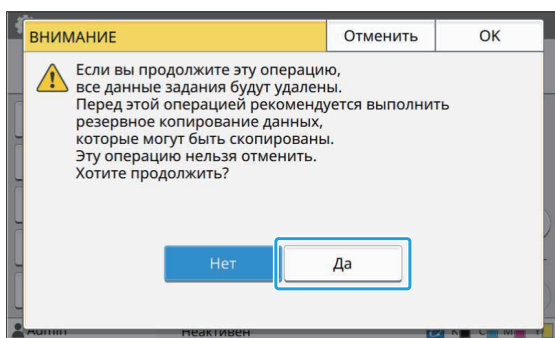 ВНИМАНИЕ
Отменить
OK
Если вы продолжите эту операцию,
все данные задания будут удалены.
Перед этой операцией рекомендуется выполнить
резервное копирование данных,
которые могут быть скопированы.
Эту операцию нельзя отменить.
Хотите продолжить?
Нет
Да
Admin
Неактивен
K C M Y